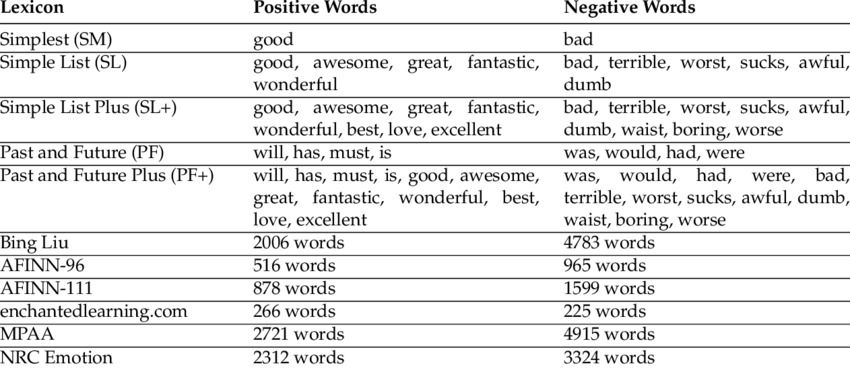 Lexicon Positive Words Negative Words
Simplest (SM) good bad
Simple List (SL) good, awesome, great, fantastic, bad, terrible, worst, sucks, awful,
wonderful dumb
Simple List Plus (SL+) good, awesome, great, fantastic, bad, terrible, worst, sucks, awful,
wonderful, best, love, excellent dumb, waist, boring, worse
Past and Future (PF) will, has, must, is was, would, had, were
Past and Future Plus (PF+) will, has, must, is, good, awesome, was, would, had, were, bad,
great, fantastic, wonderful, best, terrible, worst, sucks, awful, dumb,
love, excellent waist, boring, worse
Bing Liu 2006 words 4783 words
AFINN-96 516 words 965 words
AFINN-111 878 words 1599 words
enchantedlearning.com 266 words 225 words
MPAA 2721 words 4915 words
NRC Emotion 2312 words 3324 words